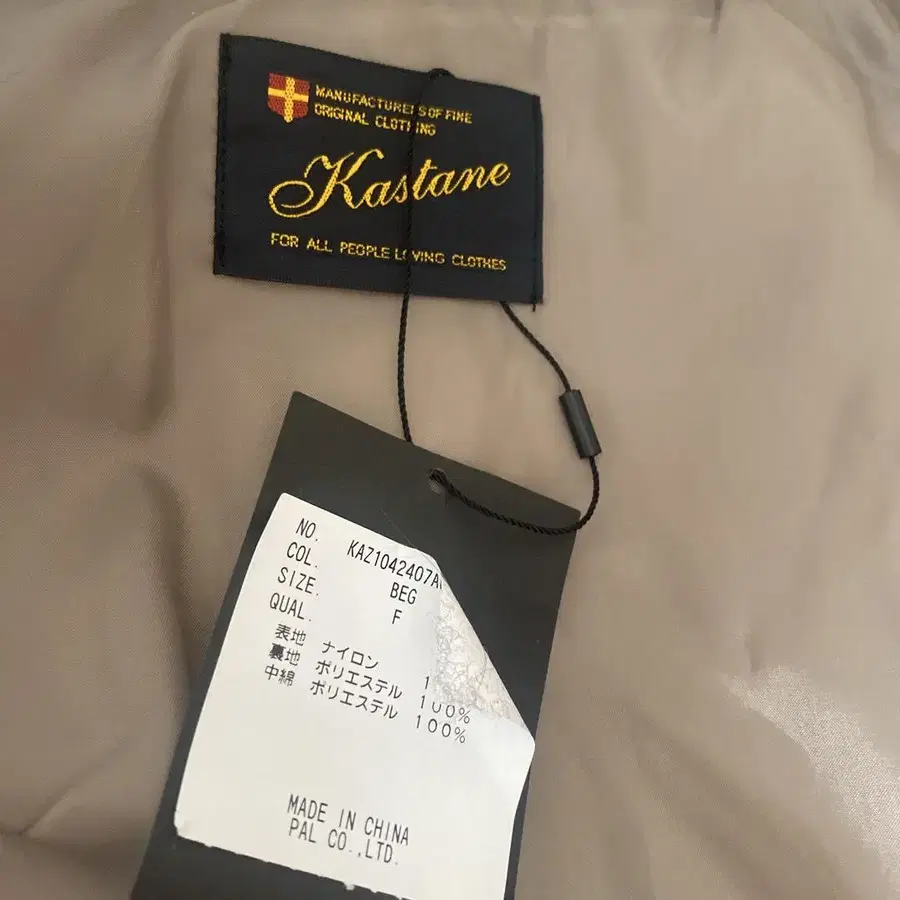 MANUFACTURERS OF FINE
ORIGINAL CLOTHING
Kastane
FOR ALL PEOPLE LOVING CLOTHES
NO. KAZ1042407A
COL. BEG
SIZE. F
QUAL.
表地 ナイロン
裏地 ポリエステル 100%
中綿 ポリエステル 100%
MADE IN CHINA
PAL CO.,LTD.